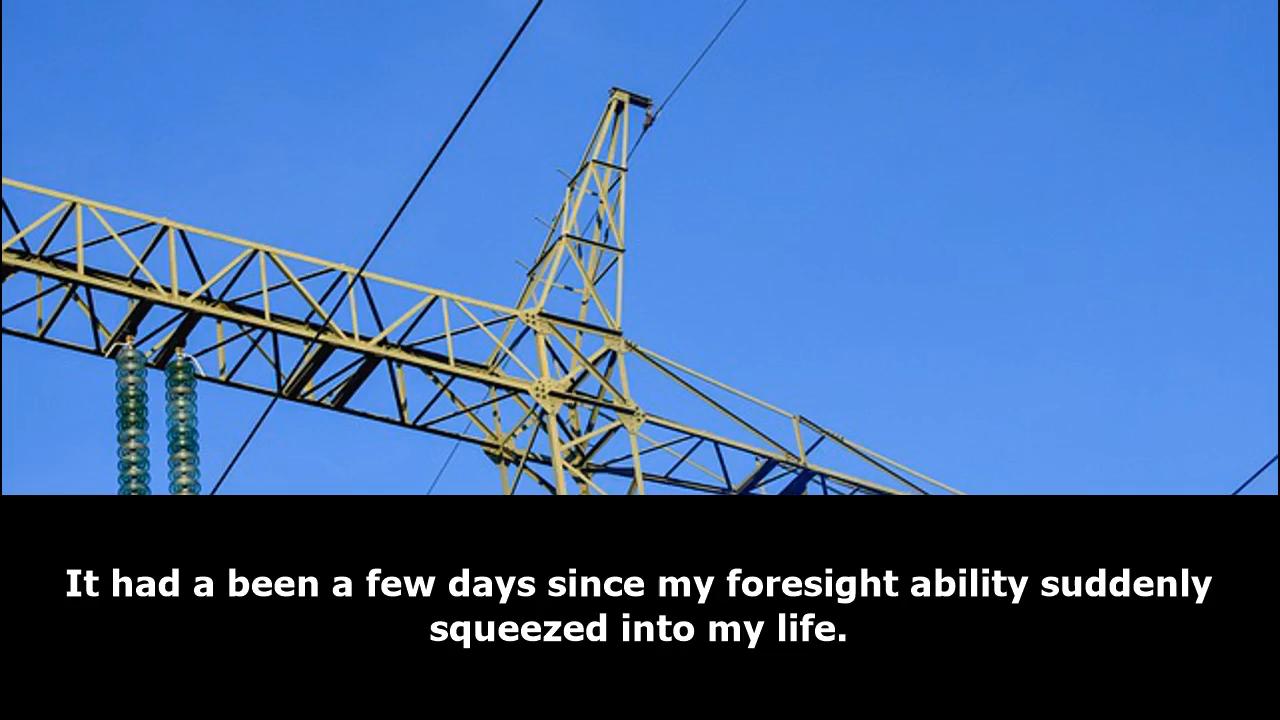 It had a been a few days since my foresight ability suddenly
squeezed into my life.